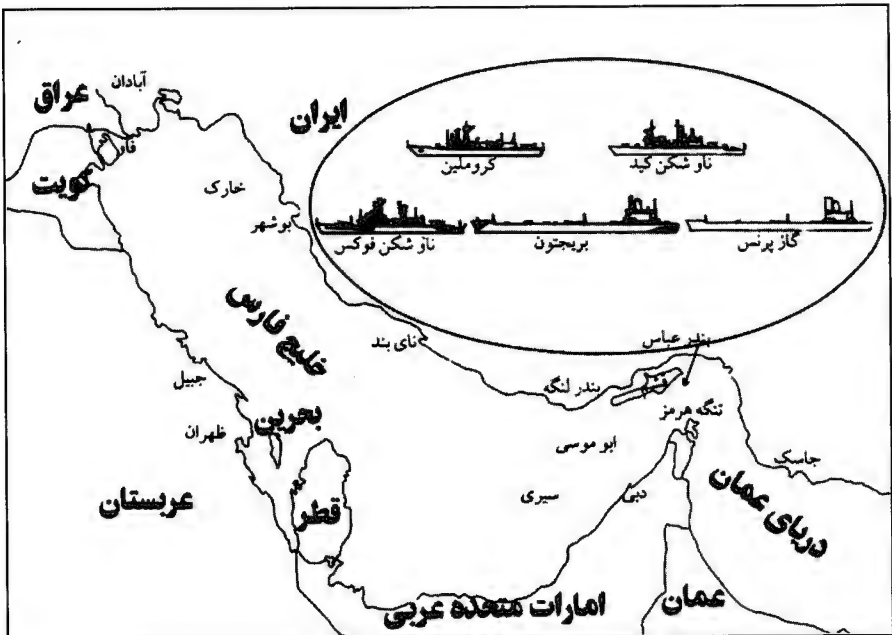 آبادان
عراق
ایران
فاو
کویت
خارک
بوشهر
کروملین
ناو شکن کید
ناو شکن فوکس
بریجتون
گاز پرنس
خلیج فارس
نای بند
بندر عباس
جبیل
بندر لنگه
قشم
تنگه هرمز
بحرین
ظهران
ابو موسی
جاسک
عربستان
قطر
سیری
دبی
دریای عمان
امارات متحده عربی
عمان